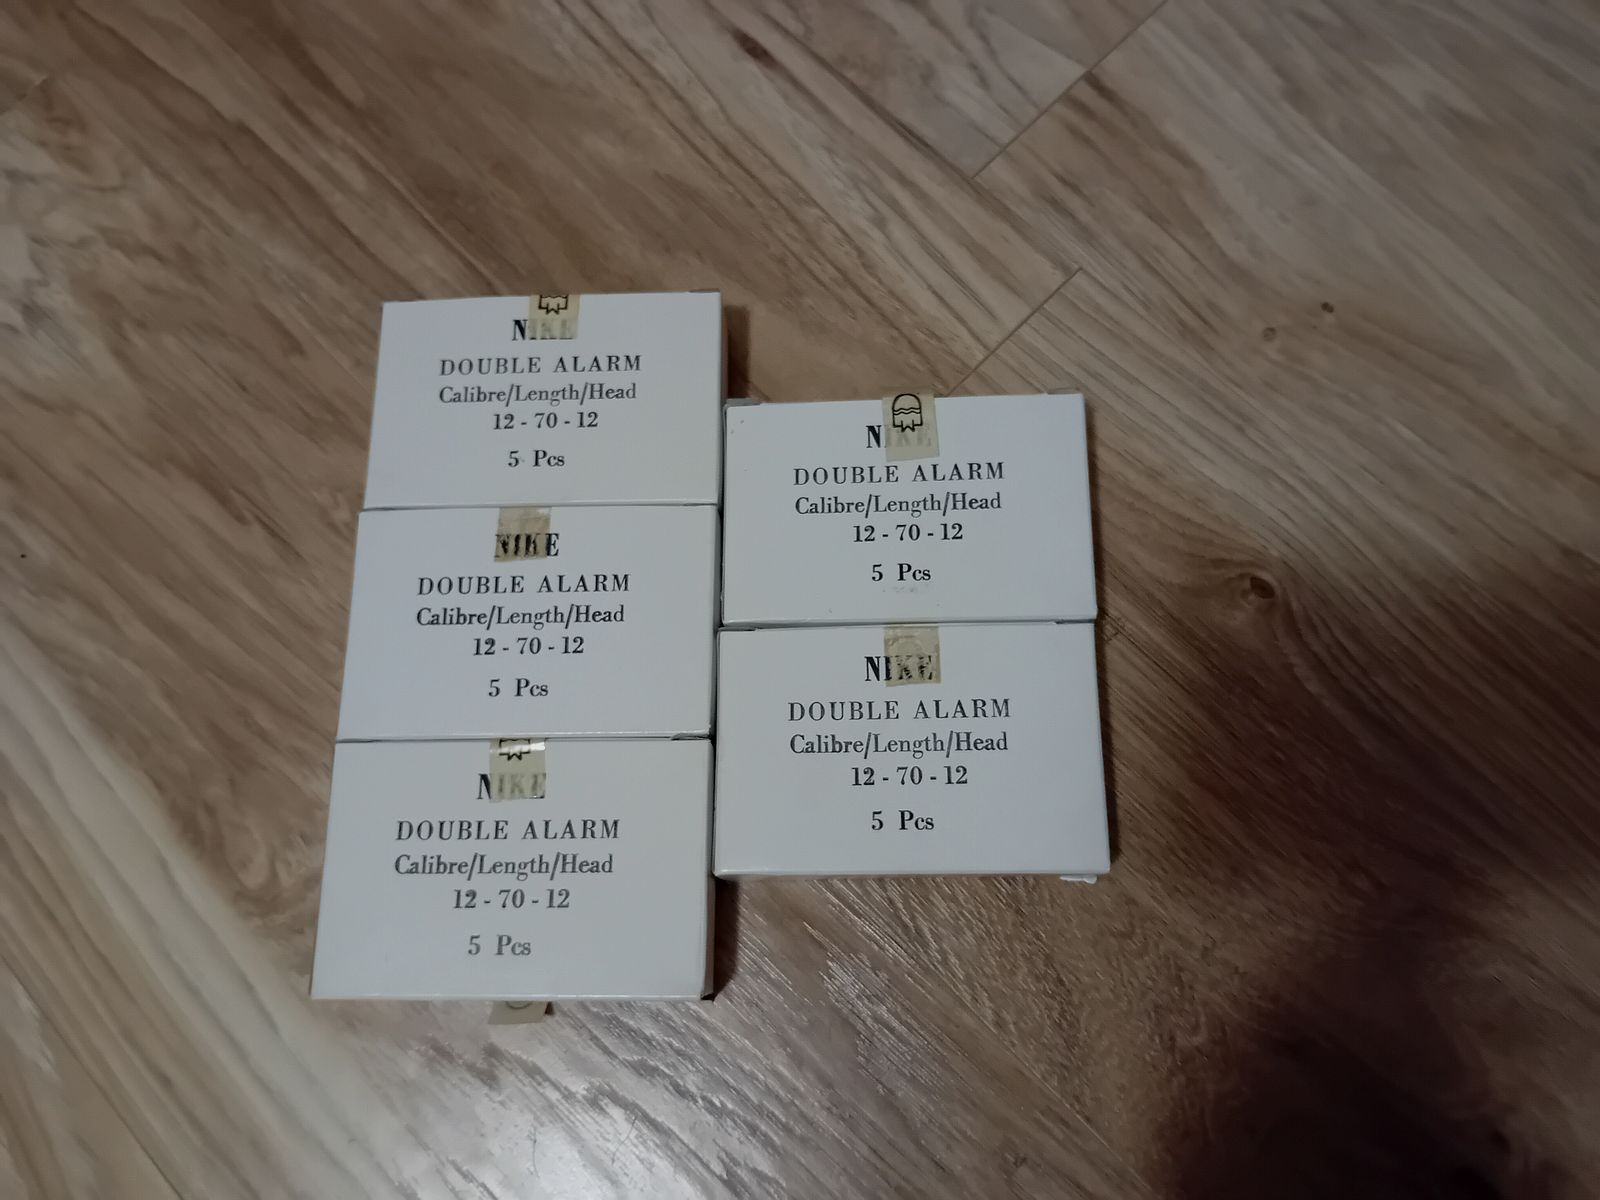 NIKE
DOUBLE ALARM
Calibre/Length/Head
12 - 70 - 12
5 Pcs
NIKE
DOUBLE ALARM
Calibre/Length/Head
12 - 70 - 12
5 Pcs
NIKE
DOUBLE ALARM
Calibre/Length/Head
12 - 70 - 12
5 Pcs
NIKE
DOUBLE ALARM
Calibre/Length/Head
12 - 70 - 12
5 Pcs
NIKE
DOUBLE ALARM
Calibre/Length/Head
12 - 70 - 12
5 Pcs